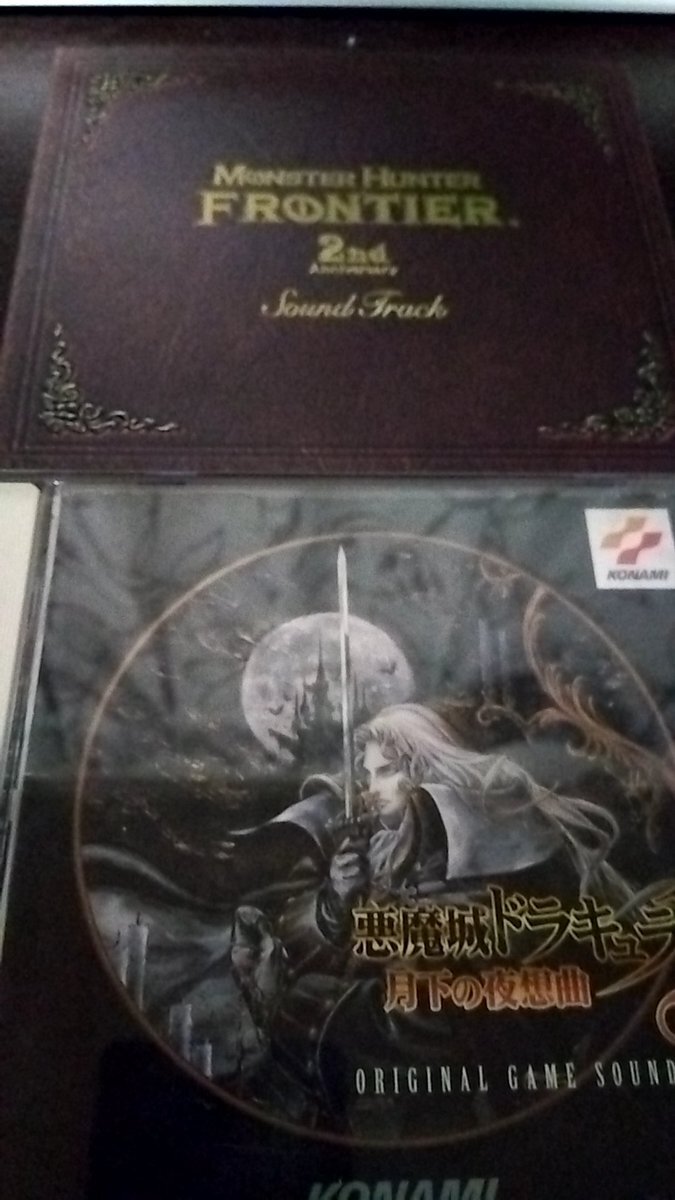 MONSTER HUNTER
FRONTIER
2nd
Anniversary
Sound Track
KONAMI
悪魔城ドラキュラ
月下の夜想曲
ORIGINAL GAME SOUND
KONAMI